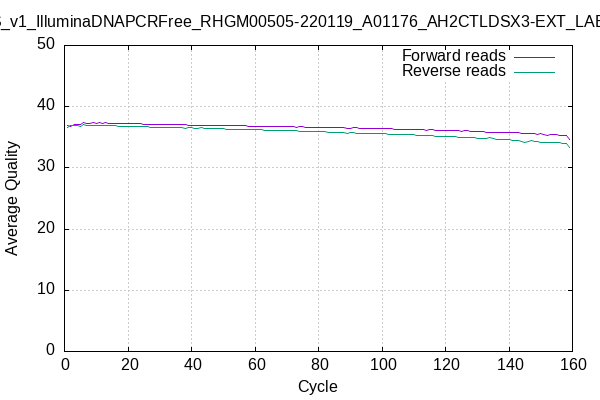 _v1_IlluminaDNAPCRFree_RHGM00505-220119_A01176_AH2CTLDSX3-EXT_LAB
Forward reads
Reverse reads
50
40
30
20
10
0
Average Quality
0 20 40 60 80 100 120 140 160
Cycle